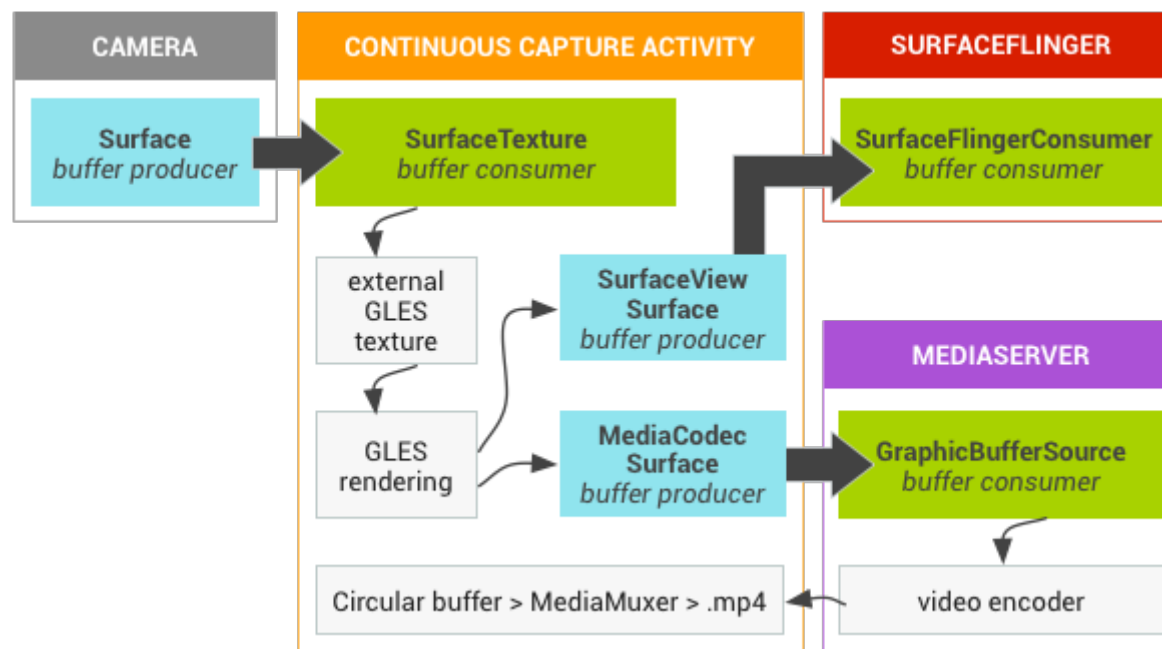 CAMERA
Surface
buffer producer
CONTINUOUS CAPTURE ACTIVITY
SurfaceTexture
buffer consumer
external
GLES
texture
GLES
rendering
SurfaceView
Surface
buffer producer
MediaCodec
Surface
buffer producer
Circular buffer > MediaMuxer > .mp4
SURFACEFLINGER
SurfaceFlingerConsumer
buffer consumer
MEDIASERVER
GraphicBufferSource
buffer consumer
video encoder